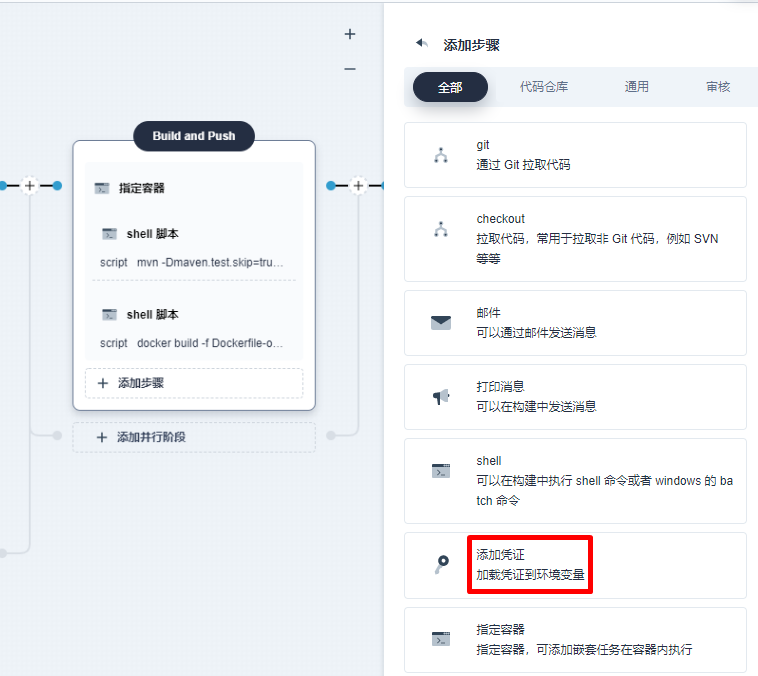 Build and Push
指定容器
shell 脚本
script mvn -Dmaven.test.skip=tru...
shell 脚本
script docker build -f Dockerfile-o...
+ 添加步骤
+ 添加并行阶段
添加步骤
全部 代码仓库 通用 审核
git
通过 Git 拉取代码
checkout
拉取代码，常用于拉取非 Git 代码，例如 SVN
等等
邮件
可以通过邮件发送消息
打印消息
可以在构建中发送消息
shell
可以在构建中执行 shell 命令或者 windows 的 ba
tch 命令
添加凭证
加载凭证到环境变量
指定容器
指定容器，可添加嵌套任务在容器内执行